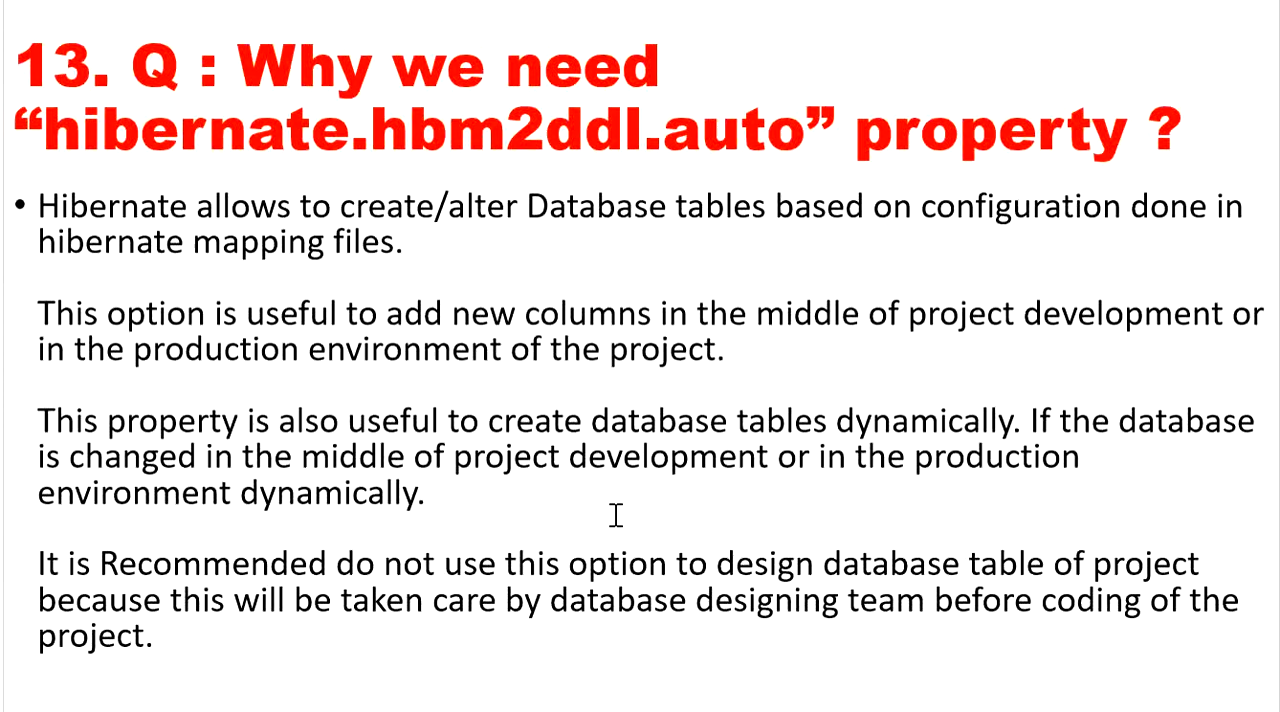 13. Q : Why we need
“hibernate.hbm2ddl.auto” property ?
• Hibernate allows to create/alter Database tables based on configuration done in
hibernate mapping files.
This option is useful to add new columns in the middle of project development or
in the production environment of the project.
This property is also useful to create database tables dynamically. If the database
is changed in the middle of project development or in the production
environment dynamically.
It is Recommended do not use this option to design database table of project
because this will be taken care by database designing team before coding of the
project.